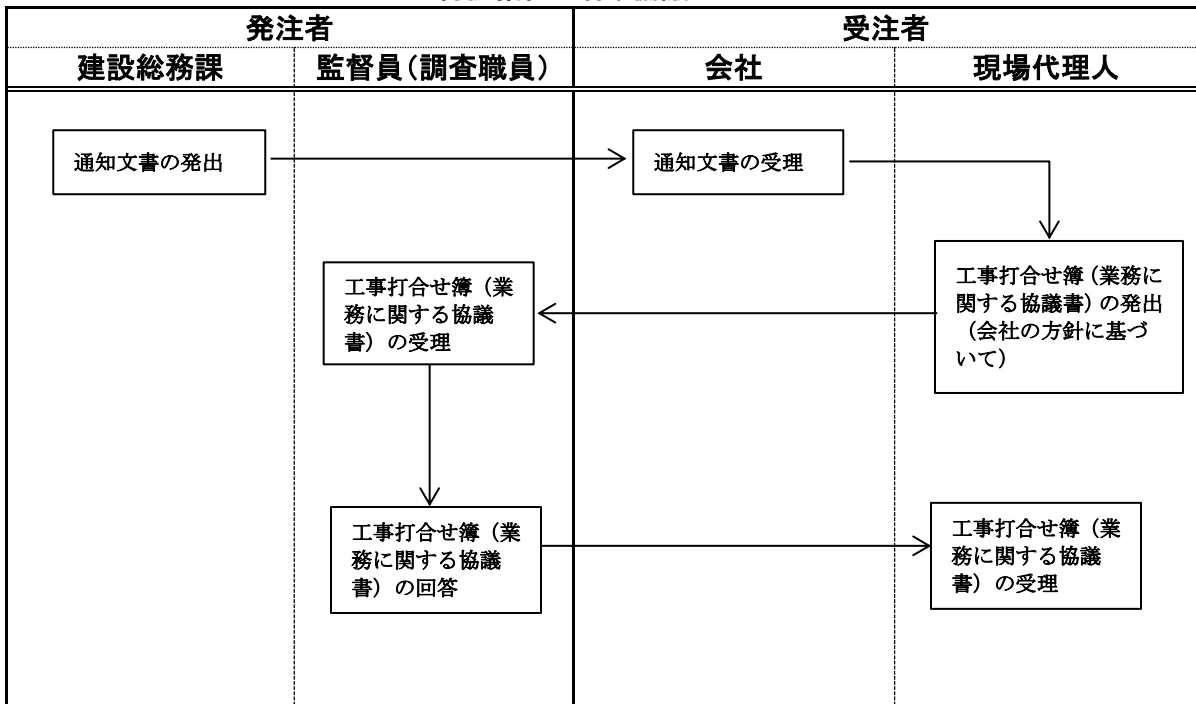 発注者
受注者
建設総務課
監督員(調査職員)
会社
現場代理人
通知文書の発出
通知文書の受理
工事打合せ簿（業務に
関する協議書）の発出
（会社の方針に基づ
いて）
工事打合せ簿（業
務に関する協議
書）の受理
工事打合せ簿（業
務に関する協議
書）の回答
工事打合せ簿（業
務に関する協議
書）の受理